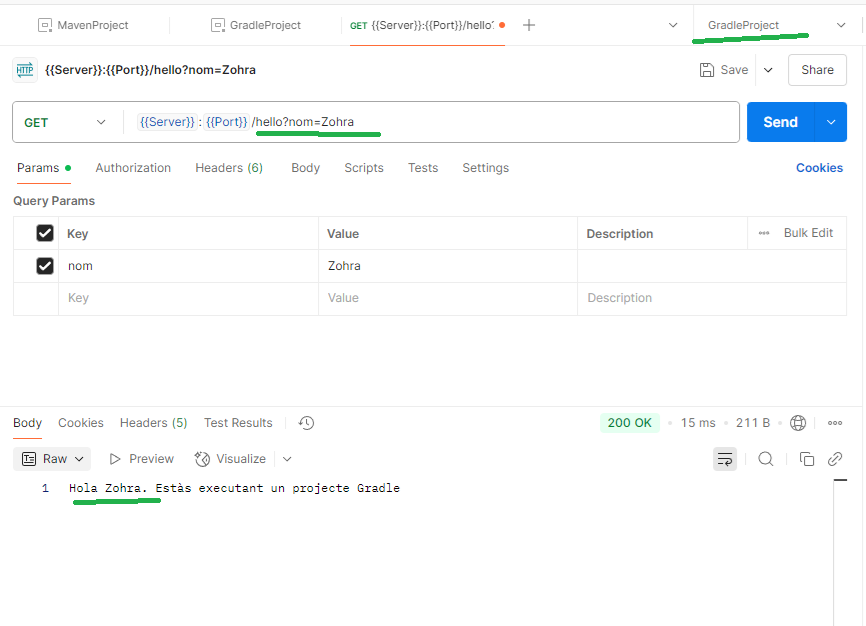 MavenProject GradleProject GET {{Server}}:{{Port}}/hello? GradleProject
HTTP {{Server}}:{{Port}}/hello?nom=Zohra Save Share
GET {{Server}} : {{Port}} /hello?nom=Zohra Send
Params Authorization Headers (6) Body Scripts Tests Settings Cookies
Query Params
Key Value Description Bulk Edit
nom Zohra
Key Value Description
Body Cookies Headers (5) Test Results 200 OK 15 ms 211 B
Raw Preview Visualize
1 Hola Zohra. Estàs executant un projecte Gradle